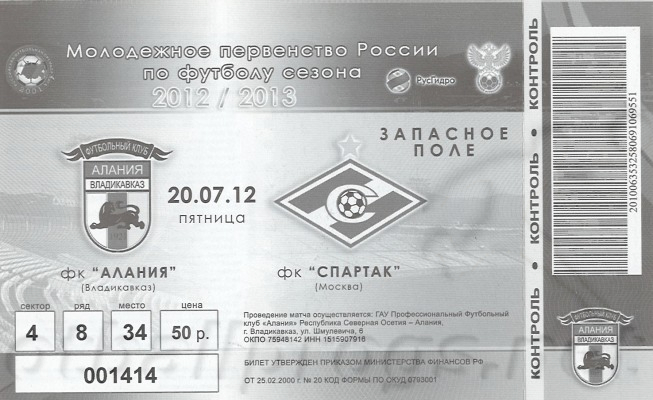 Молодежное первенство России
по футболу сезона
2012 / 2013
РусГидро
ЗАПАСНОЕ
ПОЛЕ
ФУТБОЛЬНЫЙ КЛУБ
АЛАНИЯ
ВЛАДИКАВКАЗ
20.07.12
ПЯТНИЦА
ФК "АЛАНИЯ"
(Владикавказ)
ФК "СПАРТАК"
(Москва)
сектор ряд место цена
4 8 34 50 р.
001414
Проведение матча осуществляется: ГАУ Профессиональный Футбольный
клуб «Алания» Республика Северная Осетия – Алания,
г. Владикавказ, ул. Шмулевича, 6
ОКПО 75948142 ИНН 1515907916
БИЛЕТ УТВЕРЖДЕН ПРИКАЗОМ МИНИСТЕРСТВА ФИНАНСОВ РФ
ОТ 25.02.2000 г. № 20 КОД ФОРМЫ ПО ОКУД 0793001
КОНТРОЛЬ • КОНТРОЛЬ • КОНТРОЛЬ • КОНТРОЛЬ
2010063532580691069551
АЛАНИЯ
ВЛАДИКАВКАЗ